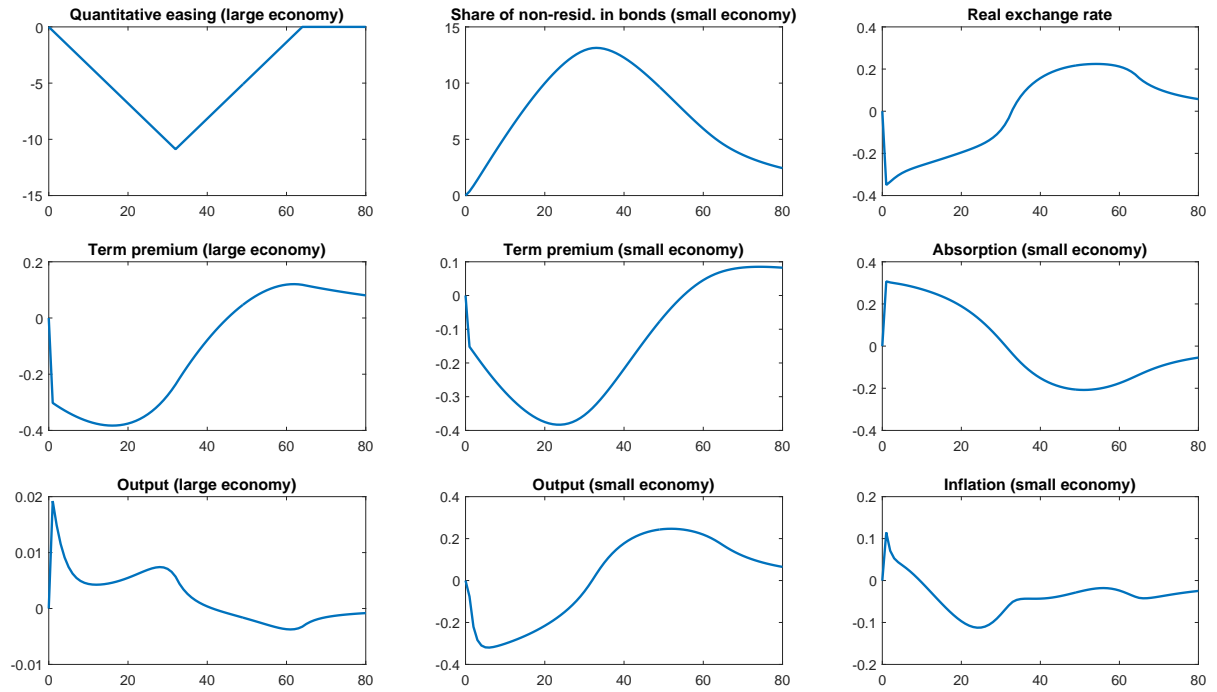 Quantitative easing (large economy)
0
-5
-10
-15
0 20 40 60 80
Share of non-resid. in bonds (small economy)
15
10
5
0
0 20 40 60 80
Real exchange rate
0.4
0.2
0
-0.2
-0.4
0 20 40 60 80
Term premium (large economy)
0.2
0
-0.2
-0.4
0 20 40 60 80
Term premium (small economy)
0.1
0
-0.1
-0.2
-0.3
-0.4
0 20 40 60 80
Absorption (small economy)
0.4
0.2
0
-0.2
-0.4
0 20 40 60 80
Output (large economy)
0.02
0.01
0
-0.01
0 20 40 60 80
Output (small economy)
0.4
0.2
0
-0.2
-0.4
0 20 40 60 80
Inflation (small economy)
0.2
0.1
0
-0.1
-0.2
0 20 40 60 80